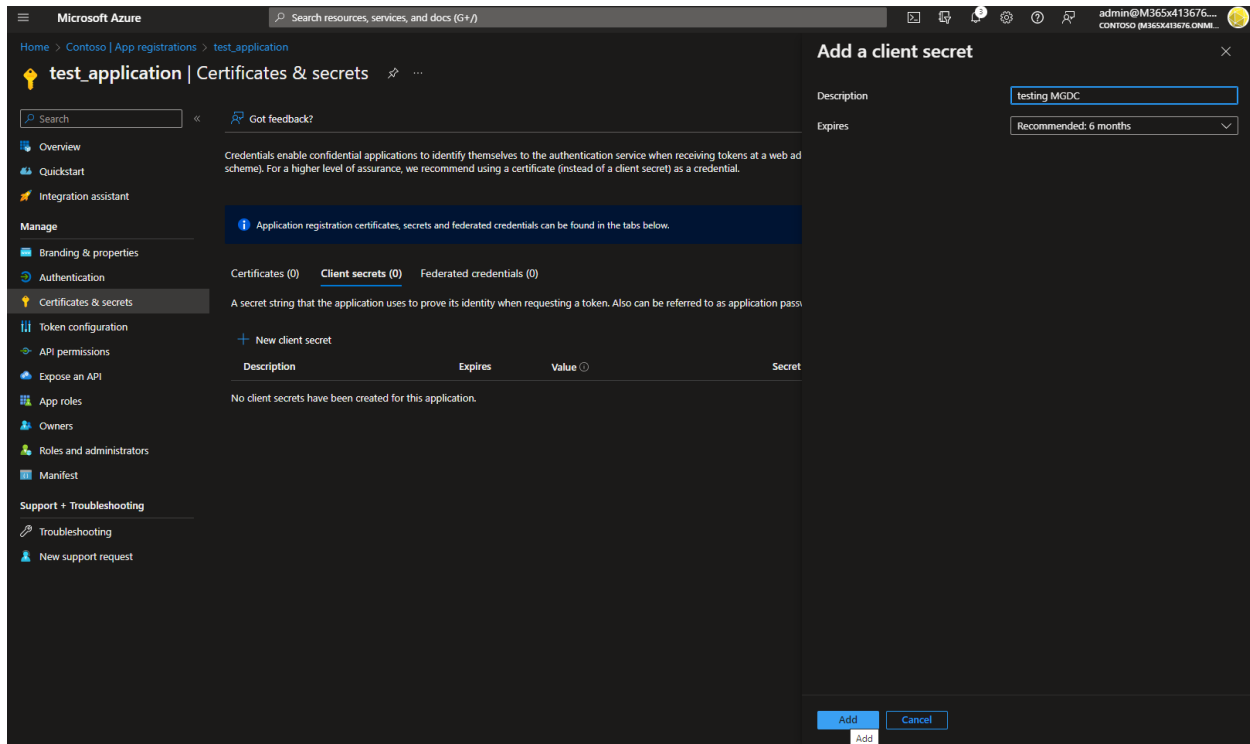 Microsoft Azure
Search resources, services, and docs (G+/)
3
admin@M365x413676....
CONTOSO (M365X413676.ONMI...
Home > Contoso | App registrations > test_application
test_application | Certificates & secrets
Search
Overview
Quickstart
Integration assistant
Manage
Branding & properties
Authentication
Certificates & secrets
Token configuration
API permissions
Expose an API
App roles
Owners
Roles and administrators
Manifest
Support + Troubleshooting
Troubleshooting
New support request
Got feedback?
Credentials enable confidential applications to identify themselves to the authentication service when receiving tokens at a web ad
scheme). For a higher level of assurance, we recommend using a certificate (instead of a client secret) as a credential.
Application registration certificates, secrets and federated credentials can be found in the tabs below.
Certificates (0) Client secrets (0) Federated credentials (0)
A secret string that the application uses to prove its identity when requesting a token. Also can be referred to as application passw
New client secret
Description Expires Value Secret
No client secrets have been created for this application.
Add a client secret
Description testing MGDC
Expires Recommended: 6 months
Add Cancel
Add